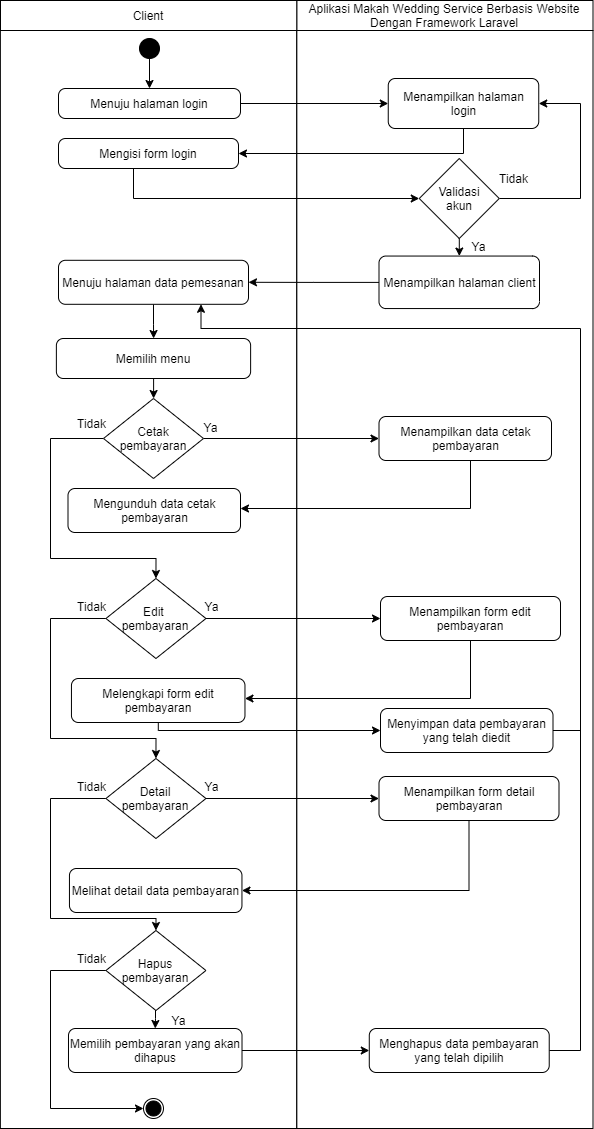 Client
Aplikasi Makah Wedding Service Berbasis Website
Dengan Framework Laravel
Menuju halaman login
Menampilkan halaman
login
Mengisi form login
Validasi
akun
Tidak
Ya
Menuju halaman data pemesanan
Menampilkan halaman client
Memilih menu
Tidak
Cetak
pembayaran
Ya
Menampilkan data cetak
pembayaran
Mengunduh data cetak
pembayaran
Tidak
Edit
pembayaran
Ya
Menampilkan form edit
pembayaran
Melengkapi form edit
pembayaran
Menyimpan data pembayaran
yang telah diedit
Tidak
Detail
pembayaran
Ya
Menampilkan form detail
pembayaran
Melihat detail data pembayaran
Tidak
Hapus
pembayaran
Ya
Memilih pembayaran yang akan
dihapus
Menghapus data pembayaran
yang telah dipilih